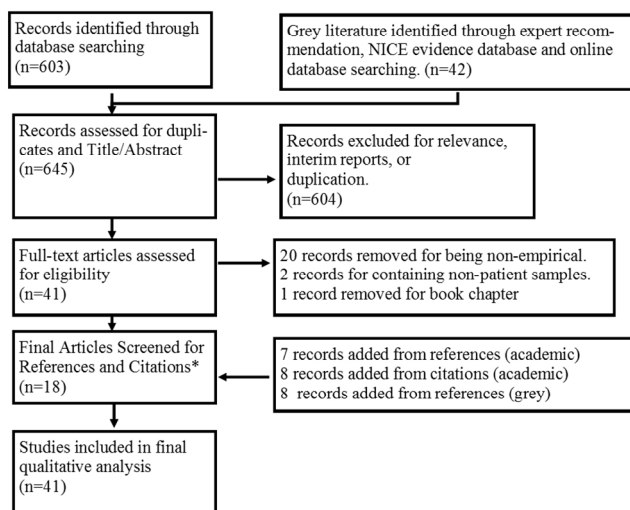 Records identified through
database searching
(n=603)
Grey literature identified through expert recom-
mendation, NICE evidence database and online
database searching. (n=42)
Records assessed for dupli-
cates and Title/Abstract
(n=645)
Records excluded for relevance,
interim reports, or
duplication.
(n=604)
Full-text articles assessed
for eligibility
(n=41)
20 records removed for being non-empirical.
2 records for containing non-patient samples.
1 record removed for book chapter
Final Articles Screened for
References and Citations*
(n=18)
7 records added from references (academic)
8 records added from citations (academic)
8 records added from references (grey)
Studies included in final
qualitative analysis
(n=41)